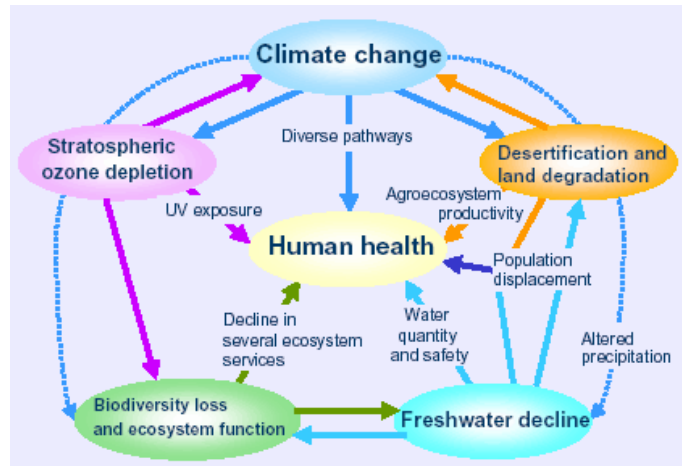 Climate change
Stratospheric
ozone depletion
Diverse pathways
Desertification and
land degradation
UV exposure
Agroecosystem
productivity
Human health
Population
displacement
Decline in
several ecosystem
services
Water
quantity
and safety
Altered
precipitation
Biodiversity loss
and ecosystem function
Freshwater decline